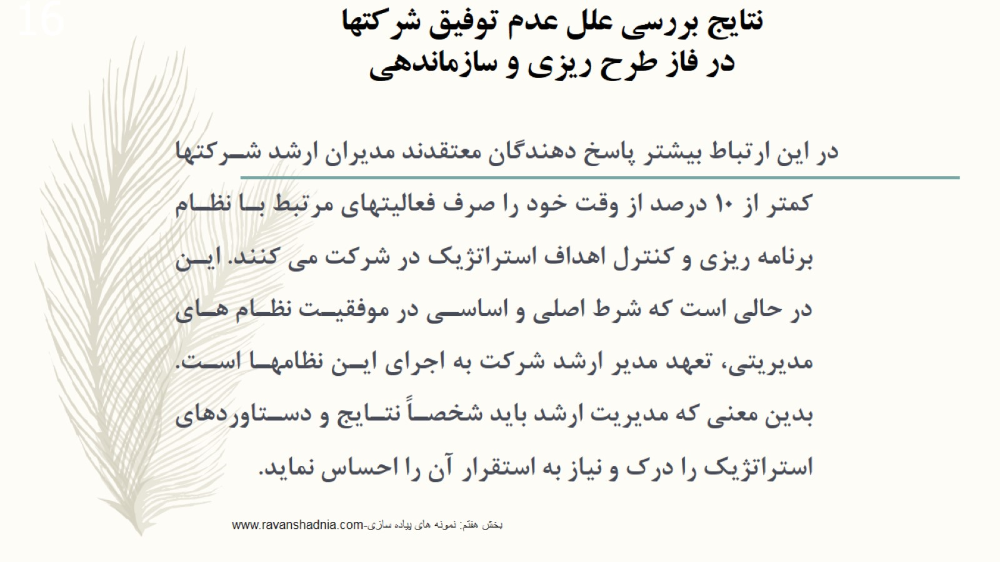 16
نتایج بررسی علل عدم توفیق شرکتها
در فاز طرح ریزی و سازماندهی
در این ارتباط بیشتر پاسخ دهندگان معتقدند مدیران ارشد شرکتها
کمتر از ۱۰ درصد از وقت خود را صرف فعالیتهای مرتبط با نظام
برنامه ریزی و کنترل اهداف استراتژیک در شرکت می کنند. این
در حالی است که شرط اصلی و اساسی در موفقیت نظام های
مدیریتی، تعهد مدیر ارشد شرکت به اجرای این نظامها است.
بدین معنی که مدیریت ارشد باید شخصاً نتایج و دستاوردهای
استراتژیک را درک و نیاز به استقرار آن را احساس نماید.
بخش هفتم: نمونه های پیاده سازی-www.ravanshadnia.com